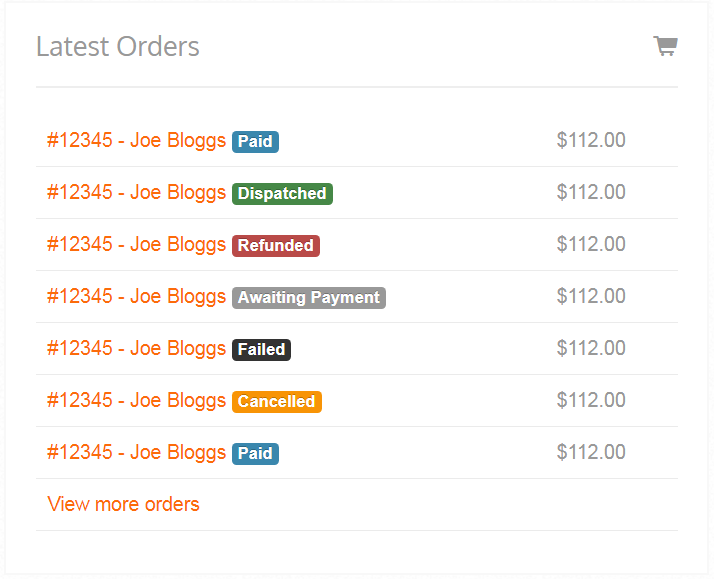 Latest Orders
#12345 - Joe Bloggs Paid $112.00
#12345 - Joe Bloggs Dispatched $112.00
#12345 - Joe Bloggs Refunded $112.00
#12345 - Joe Bloggs Awaiting Payment $112.00
#12345 - Joe Bloggs Failed $112.00
#12345 - Joe Bloggs Cancelled $112.00
#12345 - Joe Bloggs Paid $112.00
View more orders